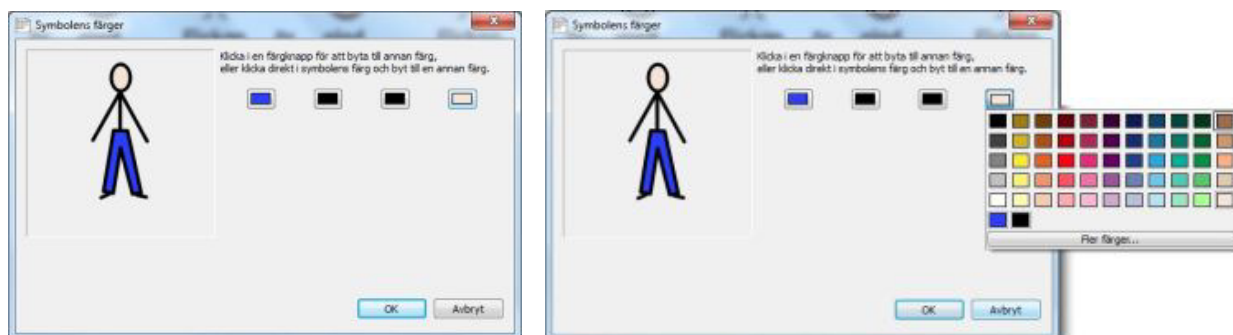 Symbolens färger
Klicka i en färgknapp för att byta till annan färg,
eller klicka direkt i symbolens färg och byt till en annan färg.
OK
Avbryt
Symbolens färger
Klicka i en färgknapp för att byta till annan färg,
eller klicka direkt i symbolens färg och byt till en annan färg.
Fler färger...
OK
Avbryt